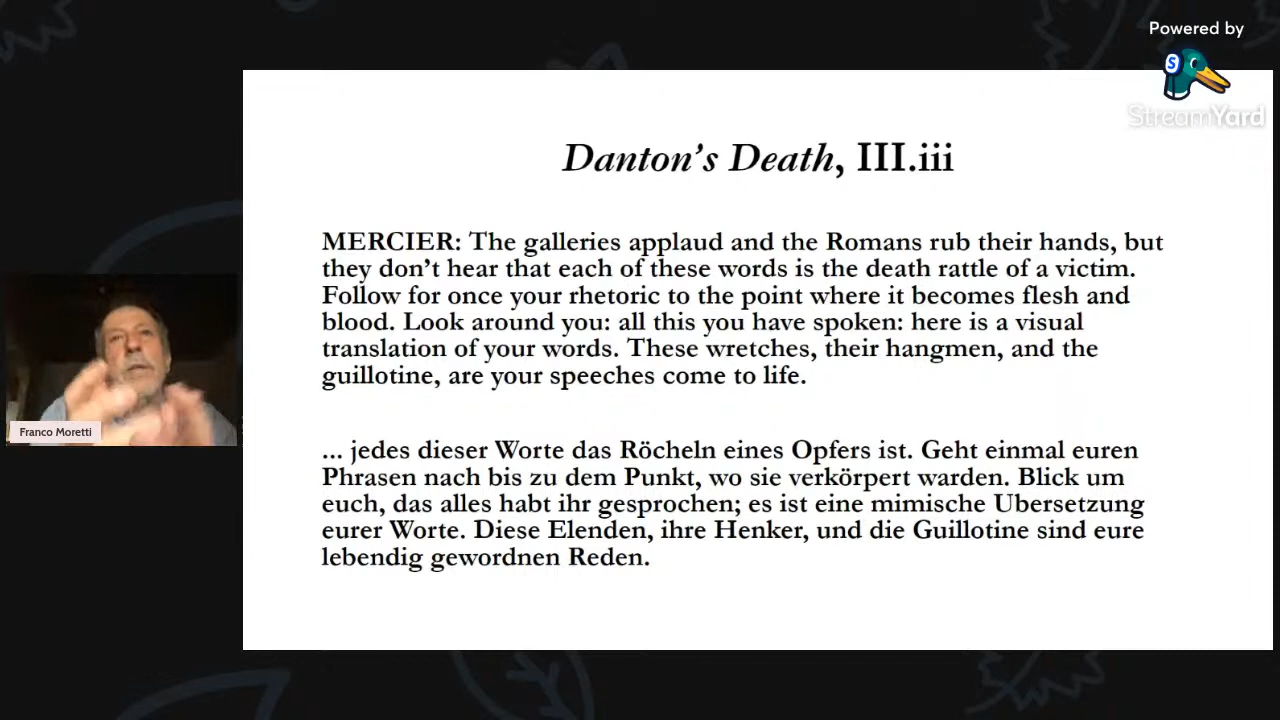 Powered by
S
StreamYard
Danton's Death, III.iii
MERCIER: The galleries applaud and the Romans rub their hands, but
they don't hear that each of these words is the death rattle of a victim.
Follow for once your rhetoric to the point where it becomes flesh and
blood. Look around you: all this you have spoken: here is a visual
translation of your words. These wretches, their hangmen, and the
guillotine, are your speeches come to life.
... jedes dieser Worte das Röcheln eines Opfers ist. Geht einmal euren
Phrasen nach bis zu dem Punkt, wo sie verkörpert warden. Blick um
euch, das alles habt ihr gesprochen; es ist eine mimische Ubersetzung
eurer Worte. Diese Elenden, ihre Henker, und die Guillotine sind eure
lebendig gewordnen Reden.
Franco Moretti